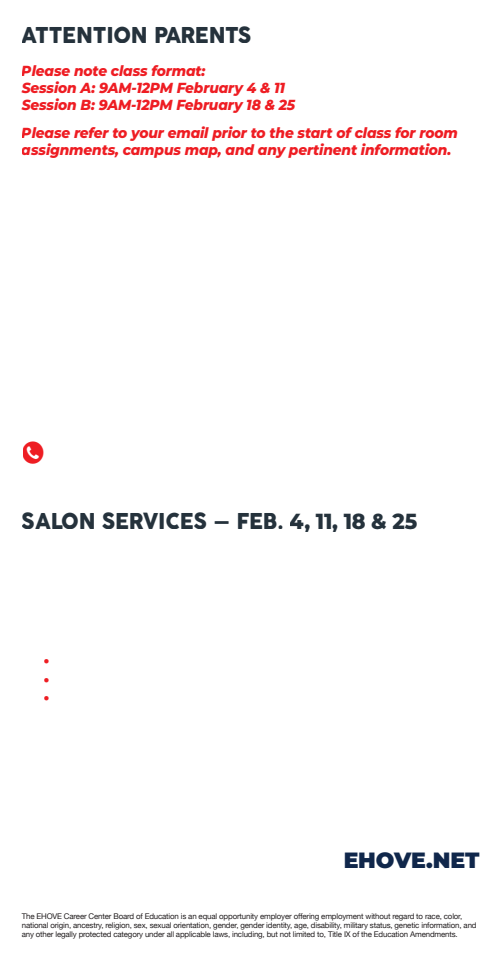 ATTENTION PARENTS
Please note class format:
Session A: 9AM-12PM February 4 & 11
Session B: 9AM-12PM February 18 & 25
Please refer to your email prior to the start of class for room
assignments, campus map, and any pertinent information.
SALON SERVICES – FEB. 4, 11, 18 & 25
EHOVE.NET
The EHOVE Career Center Board of Education is an equal opportunity employer offering employment without regard to race, color,
national origin, ancestry, religion, sex, sexual orientation, gender, gender identity, age, disability, military status, genetic information, and
any other legally protected category under all applicable laws, including, but not limited to, Title IX of the Education Amendments.